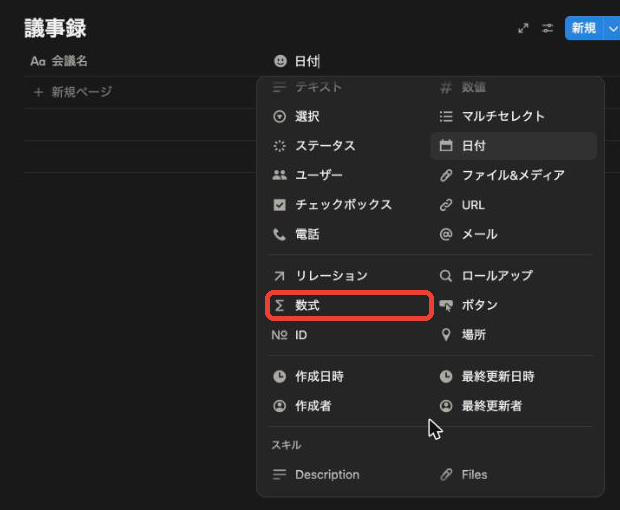 議事録
新規
Aa 会議名
日付
＋ 新規ページ
テキスト
# 数値
選択
マルチセレクト
ステータス
日付
ユーザー
ファイル&メディア
チェックボックス
URL
電話
@ メール
リレーション
ロールアップ
Σ 数式
ボタン
№ ID
場所
作成日時
最終更新日時
作成者
最終更新者
スキル
Description
Files